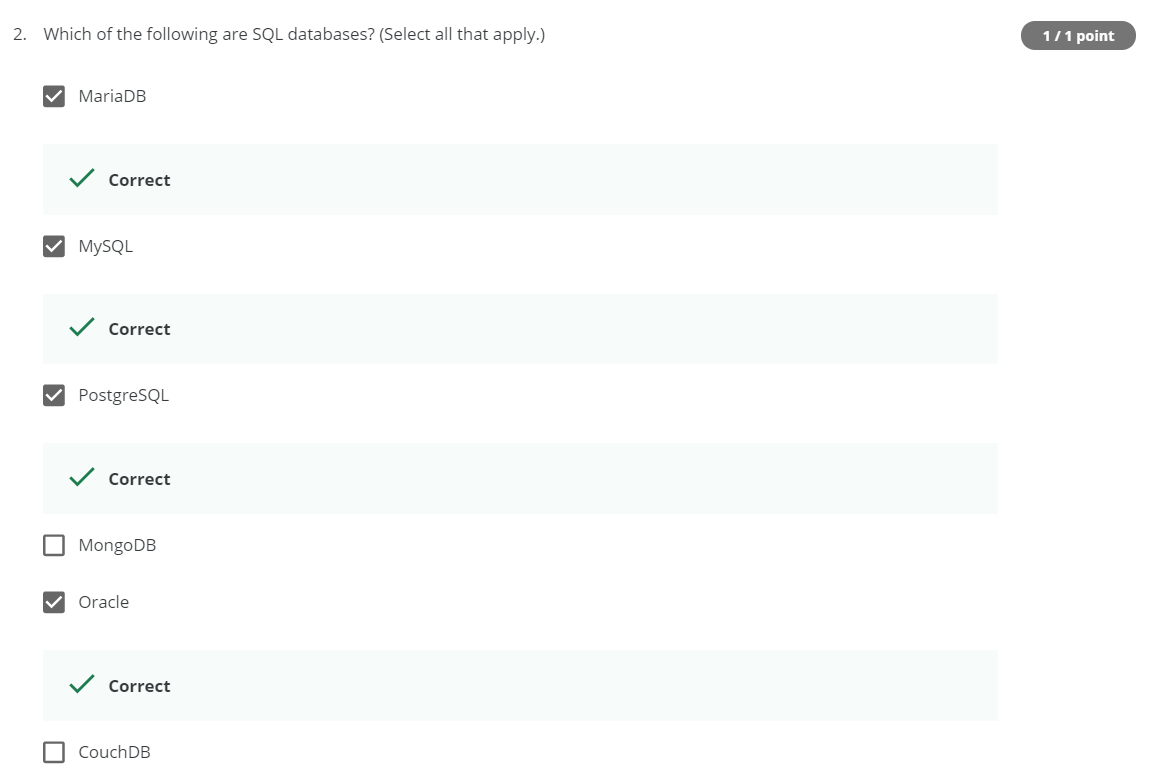 2. Which of the following are SQL databases? (Select all that apply.)
1 / 1 point
MariaDB
Correct
MySQL
Correct
PostgreSQL
Correct
MongoDB
Oracle
Correct
CouchDB